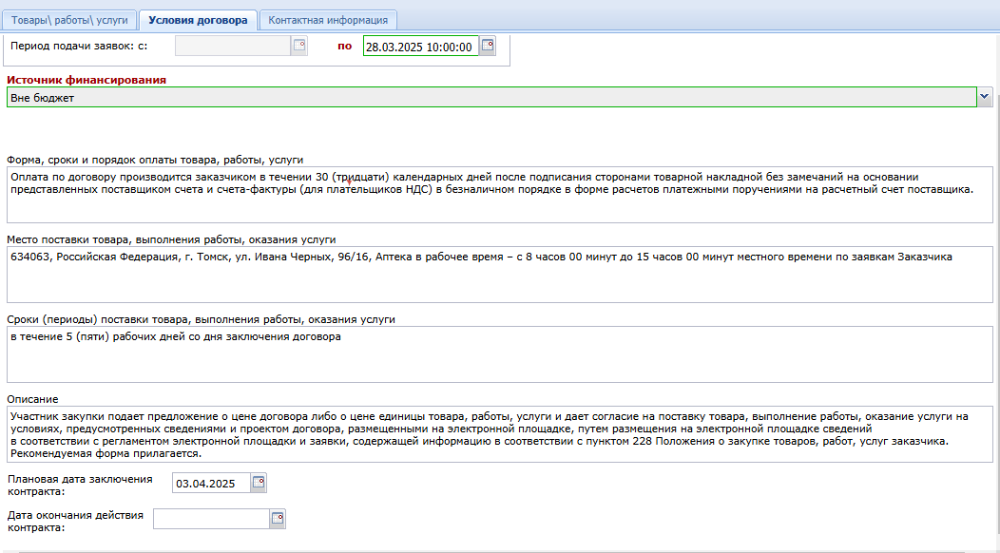 Товары\ работы\ услуги Условия договора Контактная информация
Период подачи заявок: с: по 28.03.2025 10:00:00
Источник финансирования
Вне бюджет
Форма, сроки и порядок оплаты товара, работы, услуги
Оплата по договору производится заказчиком в течении 30 (тридцати) календарных дней после подписания сторонами товарной накладной без замечаний на основании
представленных поставщиком счета и счета-фактуры (для плательщиков НДС) в безналичном порядке в форме расчетов платежными поручениями на расчетный счет поставщика.
Место поставки товара, выполнения работы, оказания услуги
634063, Российская Федерация, г. Томск, ул. Ивана Черных, 96/16, Аптека в рабочее время – с 8 часов 00 минут до 15 часов 00 минут местного времени по заявкам Заказчика
Сроки (периоды) поставки товара, выполнения работы, оказания услуги
в течение 5 (пяти) рабочих дней со дня заключения договора
Описание
Участник закупки подает предложение о цене договора либо о цене единицы товара, работы, услуги и дает согласие на поставку товара, выполнение работы, оказание услуги на
условиях, предусмотренных сведениями и проектом договора, размещенными на электронной площадке, путем размещения на электронной площадке сведений
в соответствии с регламентом электронной площадки и заявки, содержащей информацию в соответствии с пунктом 228 Положения о закупке товаров, работ, услуг заказчика.
Рекомендуемая форма прилагается.
Плановая дата заключения
контракта: 03.04.2025
Дата окончания действия
контракта: